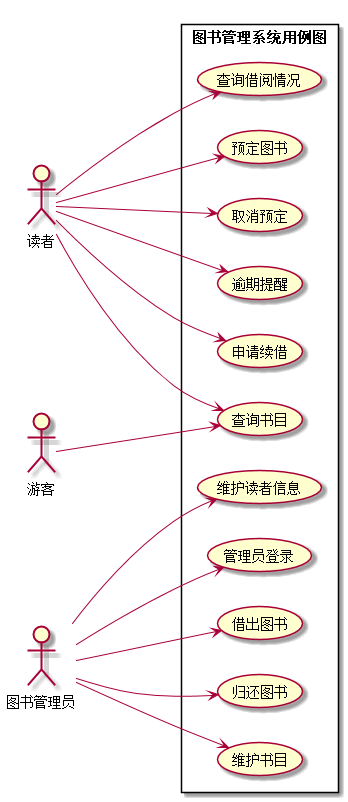 图书管理系统用例图
查询借阅情况
预定图书
取消预定
读者
逾期提醒
申请续借
查询书目
游客
维护读者信息
管理员登录
借出图书
归还图书
图书管理员
维护书目